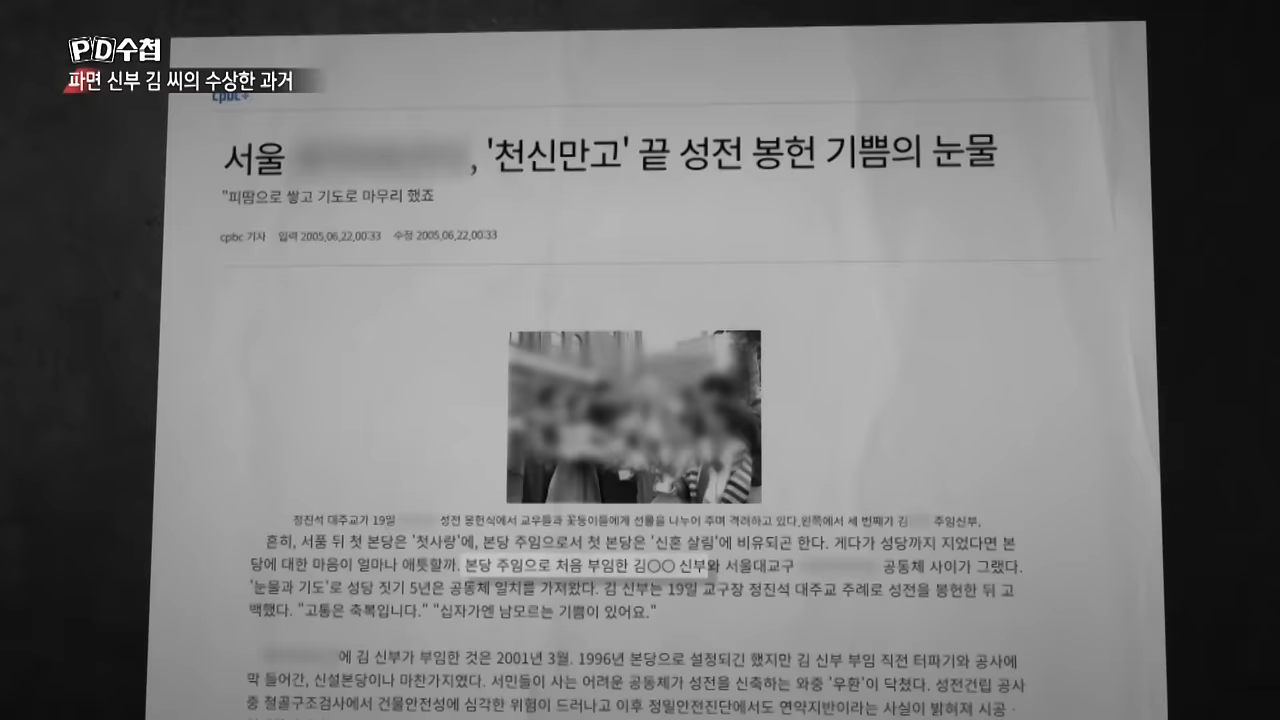 PD수첩
파면 신부 김 씨의 수상한 과거
cpbc+
서울 , '천신만고' 끝 성전 봉헌 기쁨의 눈물
"피땀으로 쌓고 기도로 마무리 했죠
cpbc 기사 입력 2005.06.22.00:33 수정 2005.06.22.00:33
정진석 대주교가 19일 성전 봉헌식에서 교우들과 꽃동이들에게 선물을 나누어 주며 격려하고 있다.왼쪽에서 세 번째가 김 주임신부.
흔히, 서품 뒤 첫 본당은 '첫사랑'에, 본당 주임으로서 첫 본당은 '신혼 살림'에 비유되곤 한다. 게다가 성당까지 지었다면 본
당에 대한 마음이 얼마나 애틋할까. 본당 주임으로 처음 부임한 김○○ 신부와 서울대교구 공동체 사이가 그랬다.
'눈물과 기도'로 성당 짓기 5년은 공동체 일치를 가져왔다. 김 신부는 19일 교구장 정진석 대주교 주례로 성전을 봉헌한 뒤 고
백했다. "고통은 축복입니다." "십자가엔 남모르는 기쁨이 있어요."
에 김 신부가 부임한 것은 2001년 3월. 1996년 본당으로 설정되긴 했지만 김 신부 부임 직전 터파기와 공사에
막 들어간, 신설본당이나 마찬가지였다. 서민들이 사는 어려운 공동체가 성전을 신축하는 와중 '우환'이 닥쳤다. 성전건립 공사
중 철골구조검사에서 건물안전성에 심각한 위험이 드러나고 이후 정밀안전진단에서도 연약지반이라는 사실이 밝혀져 시공·